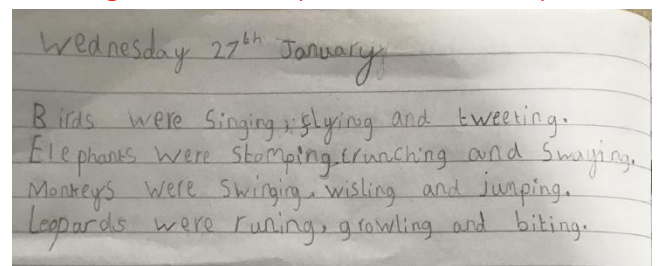 Wednesday 27th January
Birds were singing, flying and tweeting.
Elephants were stomping, crunching and swaying.
Monkeys were swinging, wisling and jumping.
Leopards were runing, growling and biting.